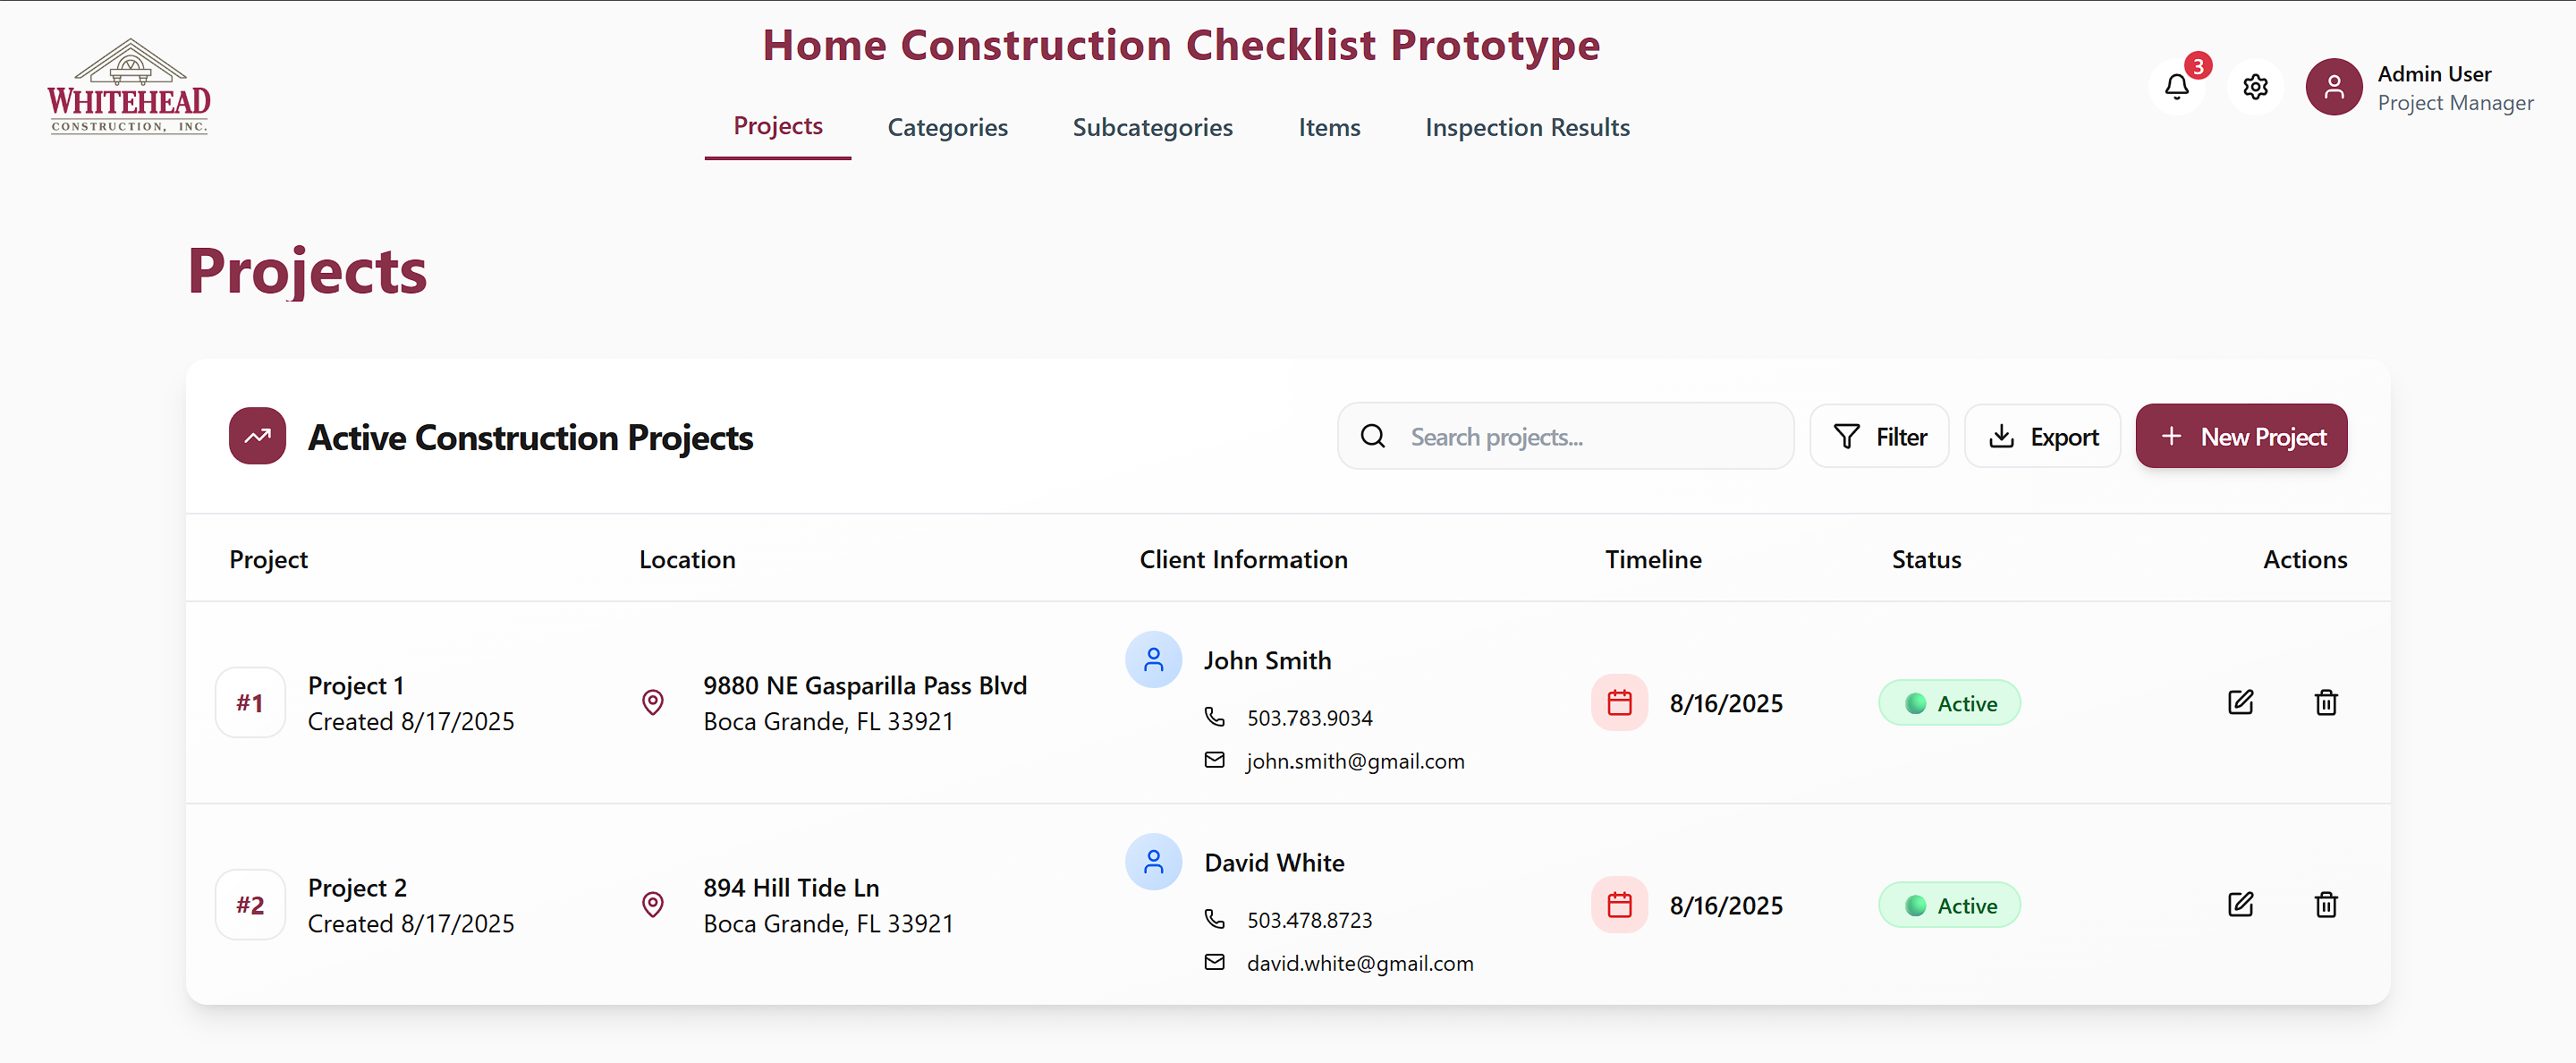 WHITEHEAD
CONSTRUCTION, INC.
Home Construction Checklist Prototype
Projects Categories Subcategories Items Inspection Results
3
Admin User
Project Manager
Projects
Active Construction Projects
Search projects...
Filter
Export
+ New Project
Project Location Client Information Timeline Status Actions
#1
Project 1
Created 8/17/2025
9880 NE Gasparilla Pass Blvd
Boca Grande, FL 33921
John Smith
503.783.9034
john.smith@gmail.com
8/16/2025
Active
#2
Project 2
Created 8/17/2025
894 Hill Tide Ln
Boca Grande, FL 33921
David White
503.478.8723
david.white@gmail.com
8/16/2025
Active